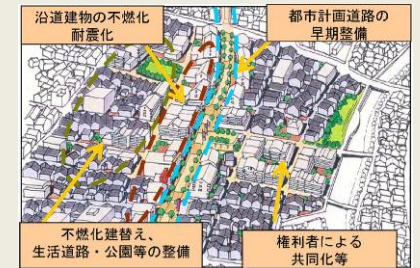 沿道建物の不燃化
耐震化
都市計画道路の
早期整備
不燃化建替え、
生活道路・公園等の整備
権利者による
共同化等